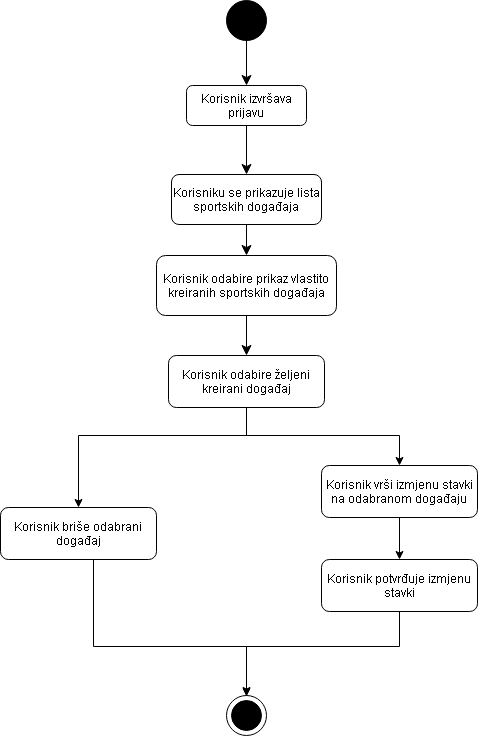 Korisnik izvršava
prijavu
Korisniku se prikazuje lista
sportskih događaja
Korisnik odabire prikaz vlastito
kreiranih sportskih događaja
Korisnik odabire željeni
kreirani događaj
Korisnik vrši izmjenu stavki
na odabranom događaju
Korisnik briše odabrani
događaj
Korisnik potvrđuje izmjenu
stavki